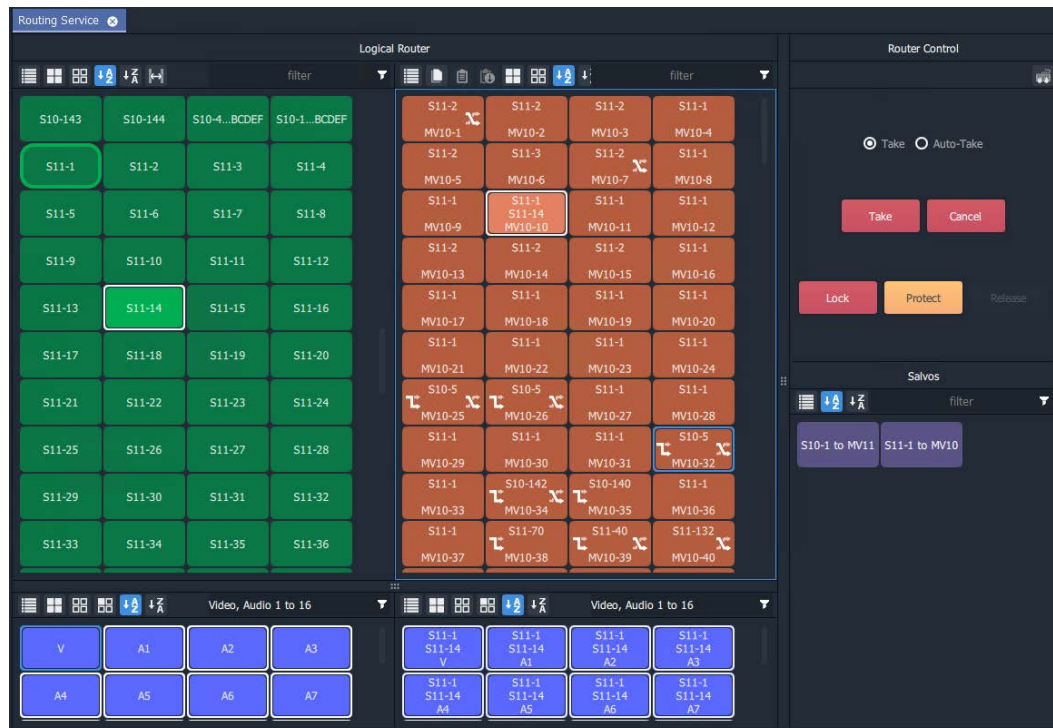 Routing Service
Logical Router
Router Control
filter
filter
S10-143 S10-144 S10-4...BCDEF S10-1...BCDEF
S11-1 S11-2 S11-3 S11-4
S11-5 S11-6 S11-7 S11-8
S11-9 S11-10 S11-11 S11-12
S11-13 S11-14 S11-15 S11-16
S11-17 S11-18 S11-19 S11-20
S11-21 S11-22 S11-23 S11-24
S11-25 S11-26 S11-27 S11-28
S11-29 S11-30 S11-31 S11-32
S11-33 S11-34 S11-35 S11-36
S11-2 S11-2 S11-2 S11-1
MV10-1 MV10-2 MV10-3 MV10-4
S11-2 S11-3 S11-2 S11-1
MV10-5 MV10-6 MV10-7 MV10-8
S11-1 S11-1 S11-1 S11-1
S11-14
MV10-9 MV10-10 MV10-11 MV10-12
S11-2 S11-2 S11-2 S11-1
MV10-13 MV10-14 MV10-15 MV10-16
S11-1 S11-1 S11-1 S11-1
MV10-17 MV10-18 MV10-19 MV10-20
S11-1 S11-1 S11-1 S11-1
MV10-21 MV10-22 MV10-23 MV10-24
S10-5 S10-5 S11-1 S11-1
MV10-25 MV10-26 MV10-27 MV10-28
S11-1 S11-1 S11-1 S10-5
MV10-29 MV10-30 MV10-31 MV10-32
S11-1 S10-142 S10-140 S11-1
MV10-33 MV10-34 MV10-35 MV10-36
S11-1 S11-70 S11-40 S11-132
MV10-37 MV10-38 MV10-39 MV10-40
Take Auto-Take
Take Cancel
Lock Protect Release
Salvos
filter
S10-1 to MV11 S11-1 to MV10
Video, Audio 1 to 16
V A1 A2 A3
A4 A5 A6 A7
Video, Audio 1 to 16
S11-1 S11-1 S11-1 S11-1
S11-14 S11-14 S11-14 S11-14
V A1 A2 A3
S11-1 S11-1 S11-1 S11-1
S11-14 S11-14 S11-14 S11-14
A4 A5 A6 A7